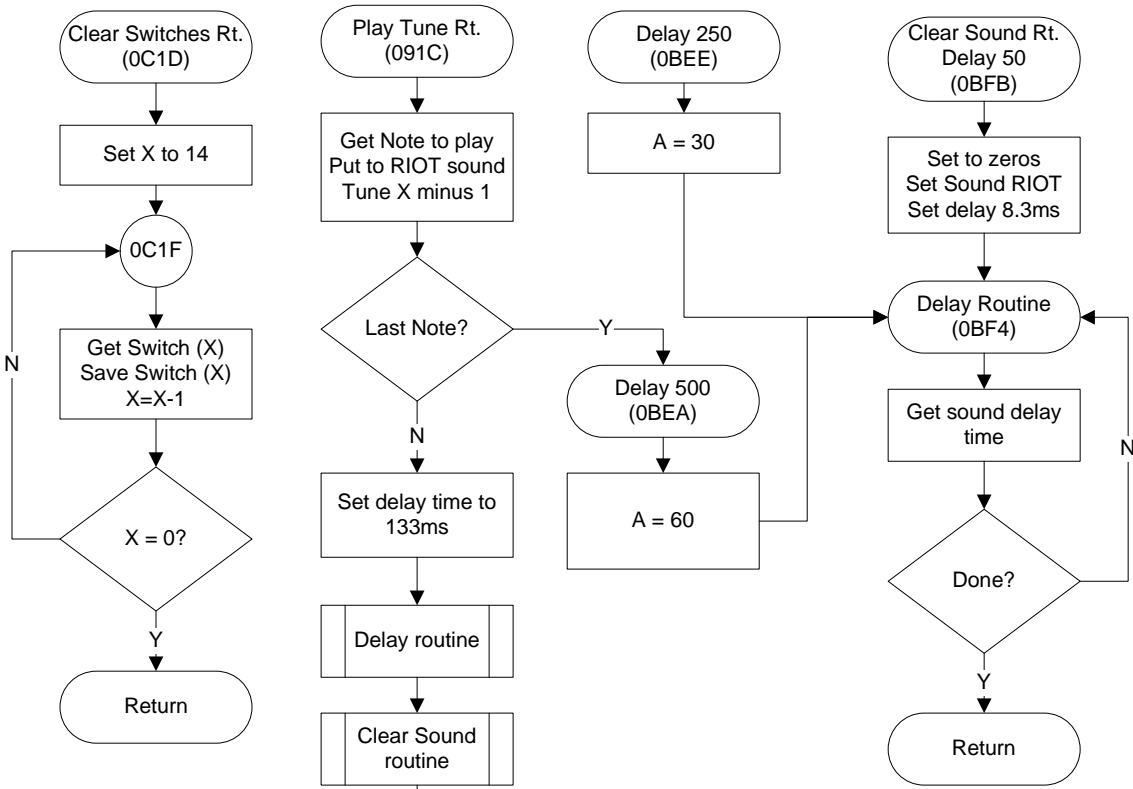 Clear Switches Rt.
(0C1D)
Set X to 14
0C1F
N
Get Switch (X)
Save Switch (X)
X=X-1
X = 0?
Y
Return
Play Tune Rt.
(091C)
Get Note to play
Put to RIOT sound
Tune X minus 1
Last Note?
Y
N
Set delay time to
133ms
Delay routine
Clear Sound
routine
Delay 250
(0BEE)
A = 30
Delay 500
(0BEA)
A = 60
Clear Sound Rt.
Delay 50
(0BFB)
Set to zeros
Set Sound RIOT
Set delay 8.3ms
Delay Routine
(0BF4)
Get sound delay
time
N
Done?
Y
Return